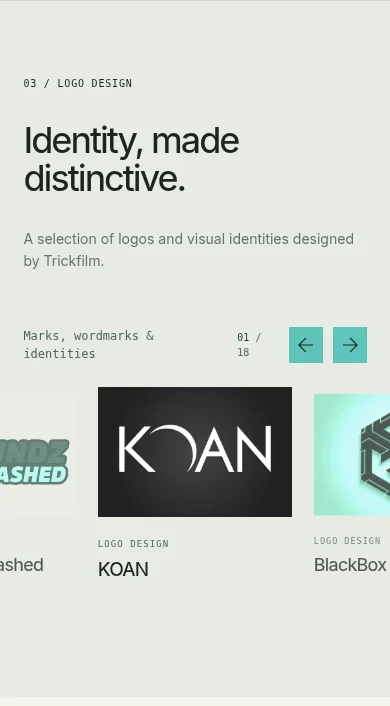 03 / LOGO DESIGN
Identity, made
distinctive.
A selection of logos and visual identities designed
by Trickfilm.
Marks, wordmarks &
identities
01 /
18
UNDZ
ASHED
KOAN
LOGO DESIGN
LOGO DESIGN
ashed
KOAN
BlackBox